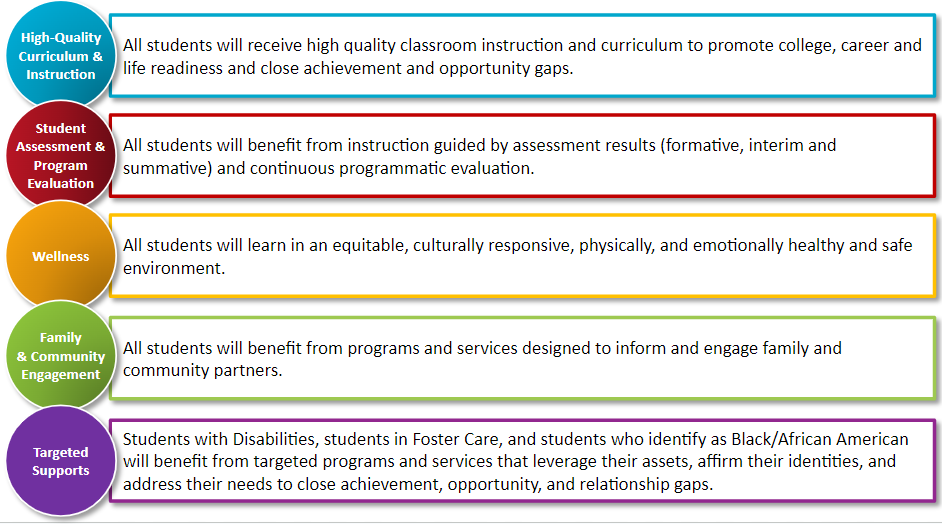 High-Quality
Curriculum &
Instruction
All students will receive high quality classroom instruction and curriculum to promote college, career and
life readiness and close achievement and opportunity gaps.
Student
Assessment &
Program
Evaluation
All students will benefit from instruction guided by assessment results (formative, interim and
summative) and continuous programmatic evaluation.
Wellness
All students will learn in an equitable, culturally responsive, physically, and emotionally healthy and safe
environment.
Family
& Community
Engagement
All students will benefit from programs and services designed to inform and engage family and
community partners.
Targeted
Supports
Students with Disabilities, students in Foster Care, and students who identify as Black/African American
will benefit from targeted programs and services that leverage their assets, affirm their identities, and
address their needs to close achievement, opportunity, and relationship gaps.